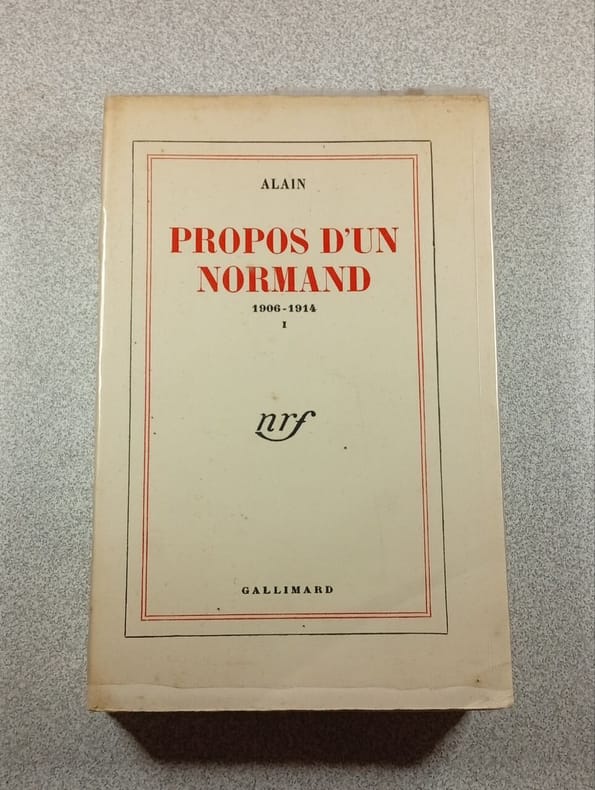 ALAIN
PROPOS D'UN
NORMAND
1906-1914
I
nrf
GALLIMARD